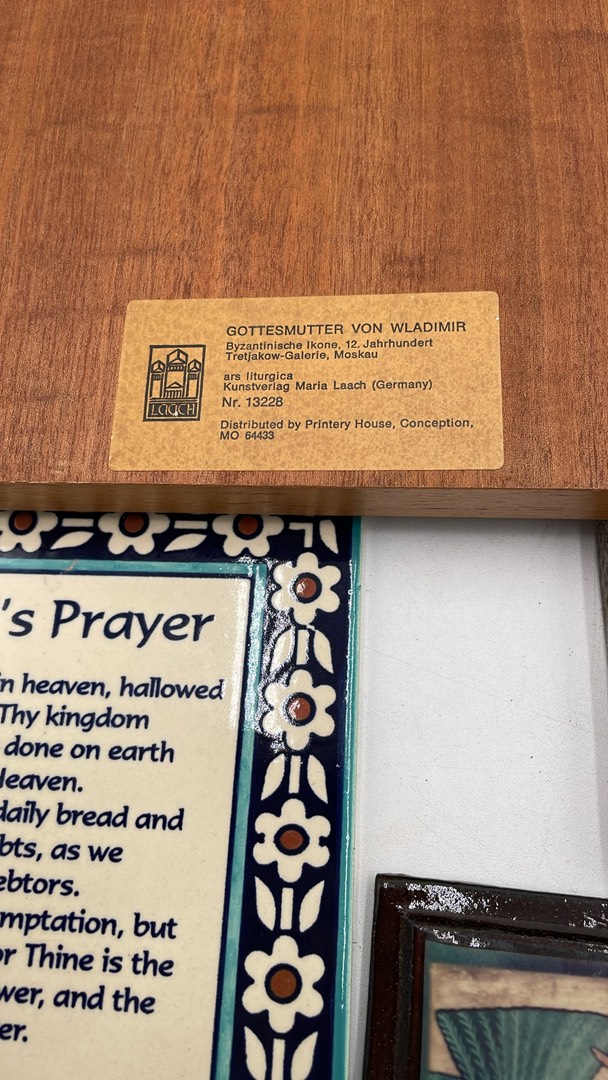 GOTTESMUTTER VON WLADIMIR
Byzantinische Ikone, 12. Jahrhundert
Tretjakow-Galerie, Moskau
ars liturgica
Kunstverlag Maria Laach (Germany)
Nr. 13228
Distributed by Printery House, Conception,
MO 64433
LAACH
's Prayer
in heaven, hallowed
Thy kingdom
done on earth
Heaven.
daily bread and
bts, as we
ebtors.
mptation, but
or Thine is the
wer, and the
er.